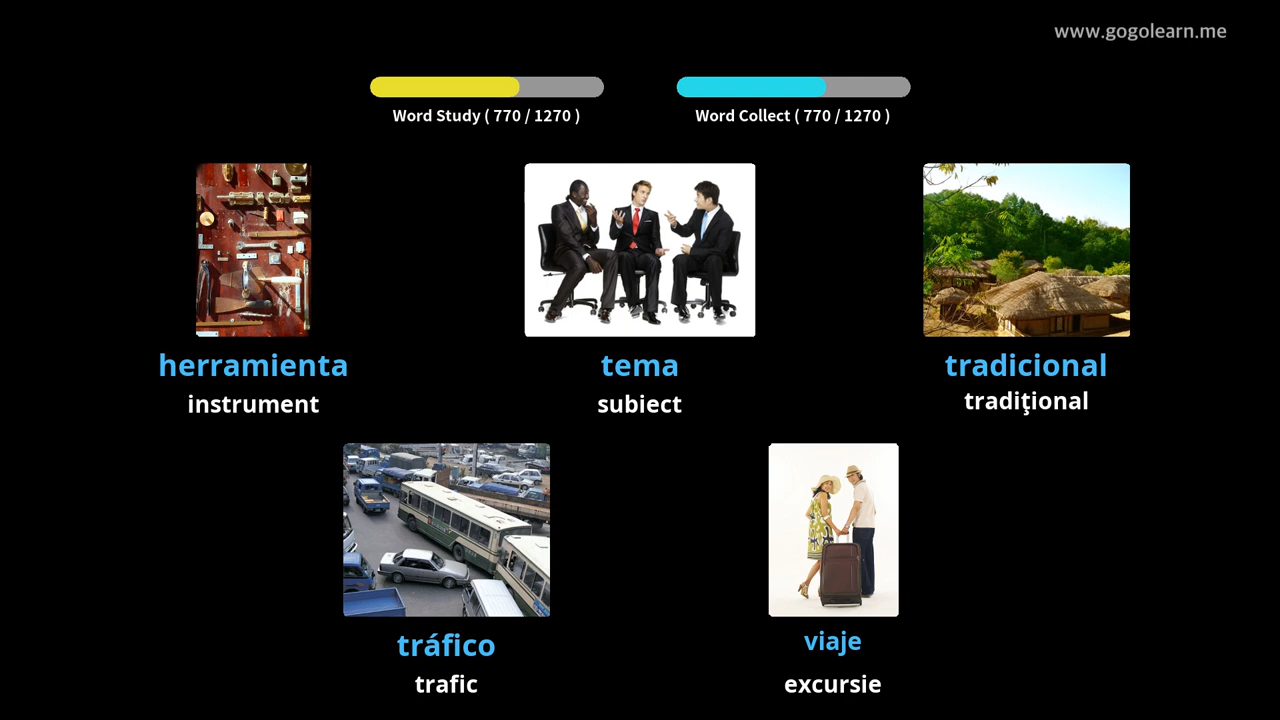 www.gogolearn.me
Word Study ( 770 / 1270 )
Word Collect ( 770 / 1270 )
herramienta
instrument
tema
subiect
tradicional
tradiţional
tráfico
trafic
viaje
excursie